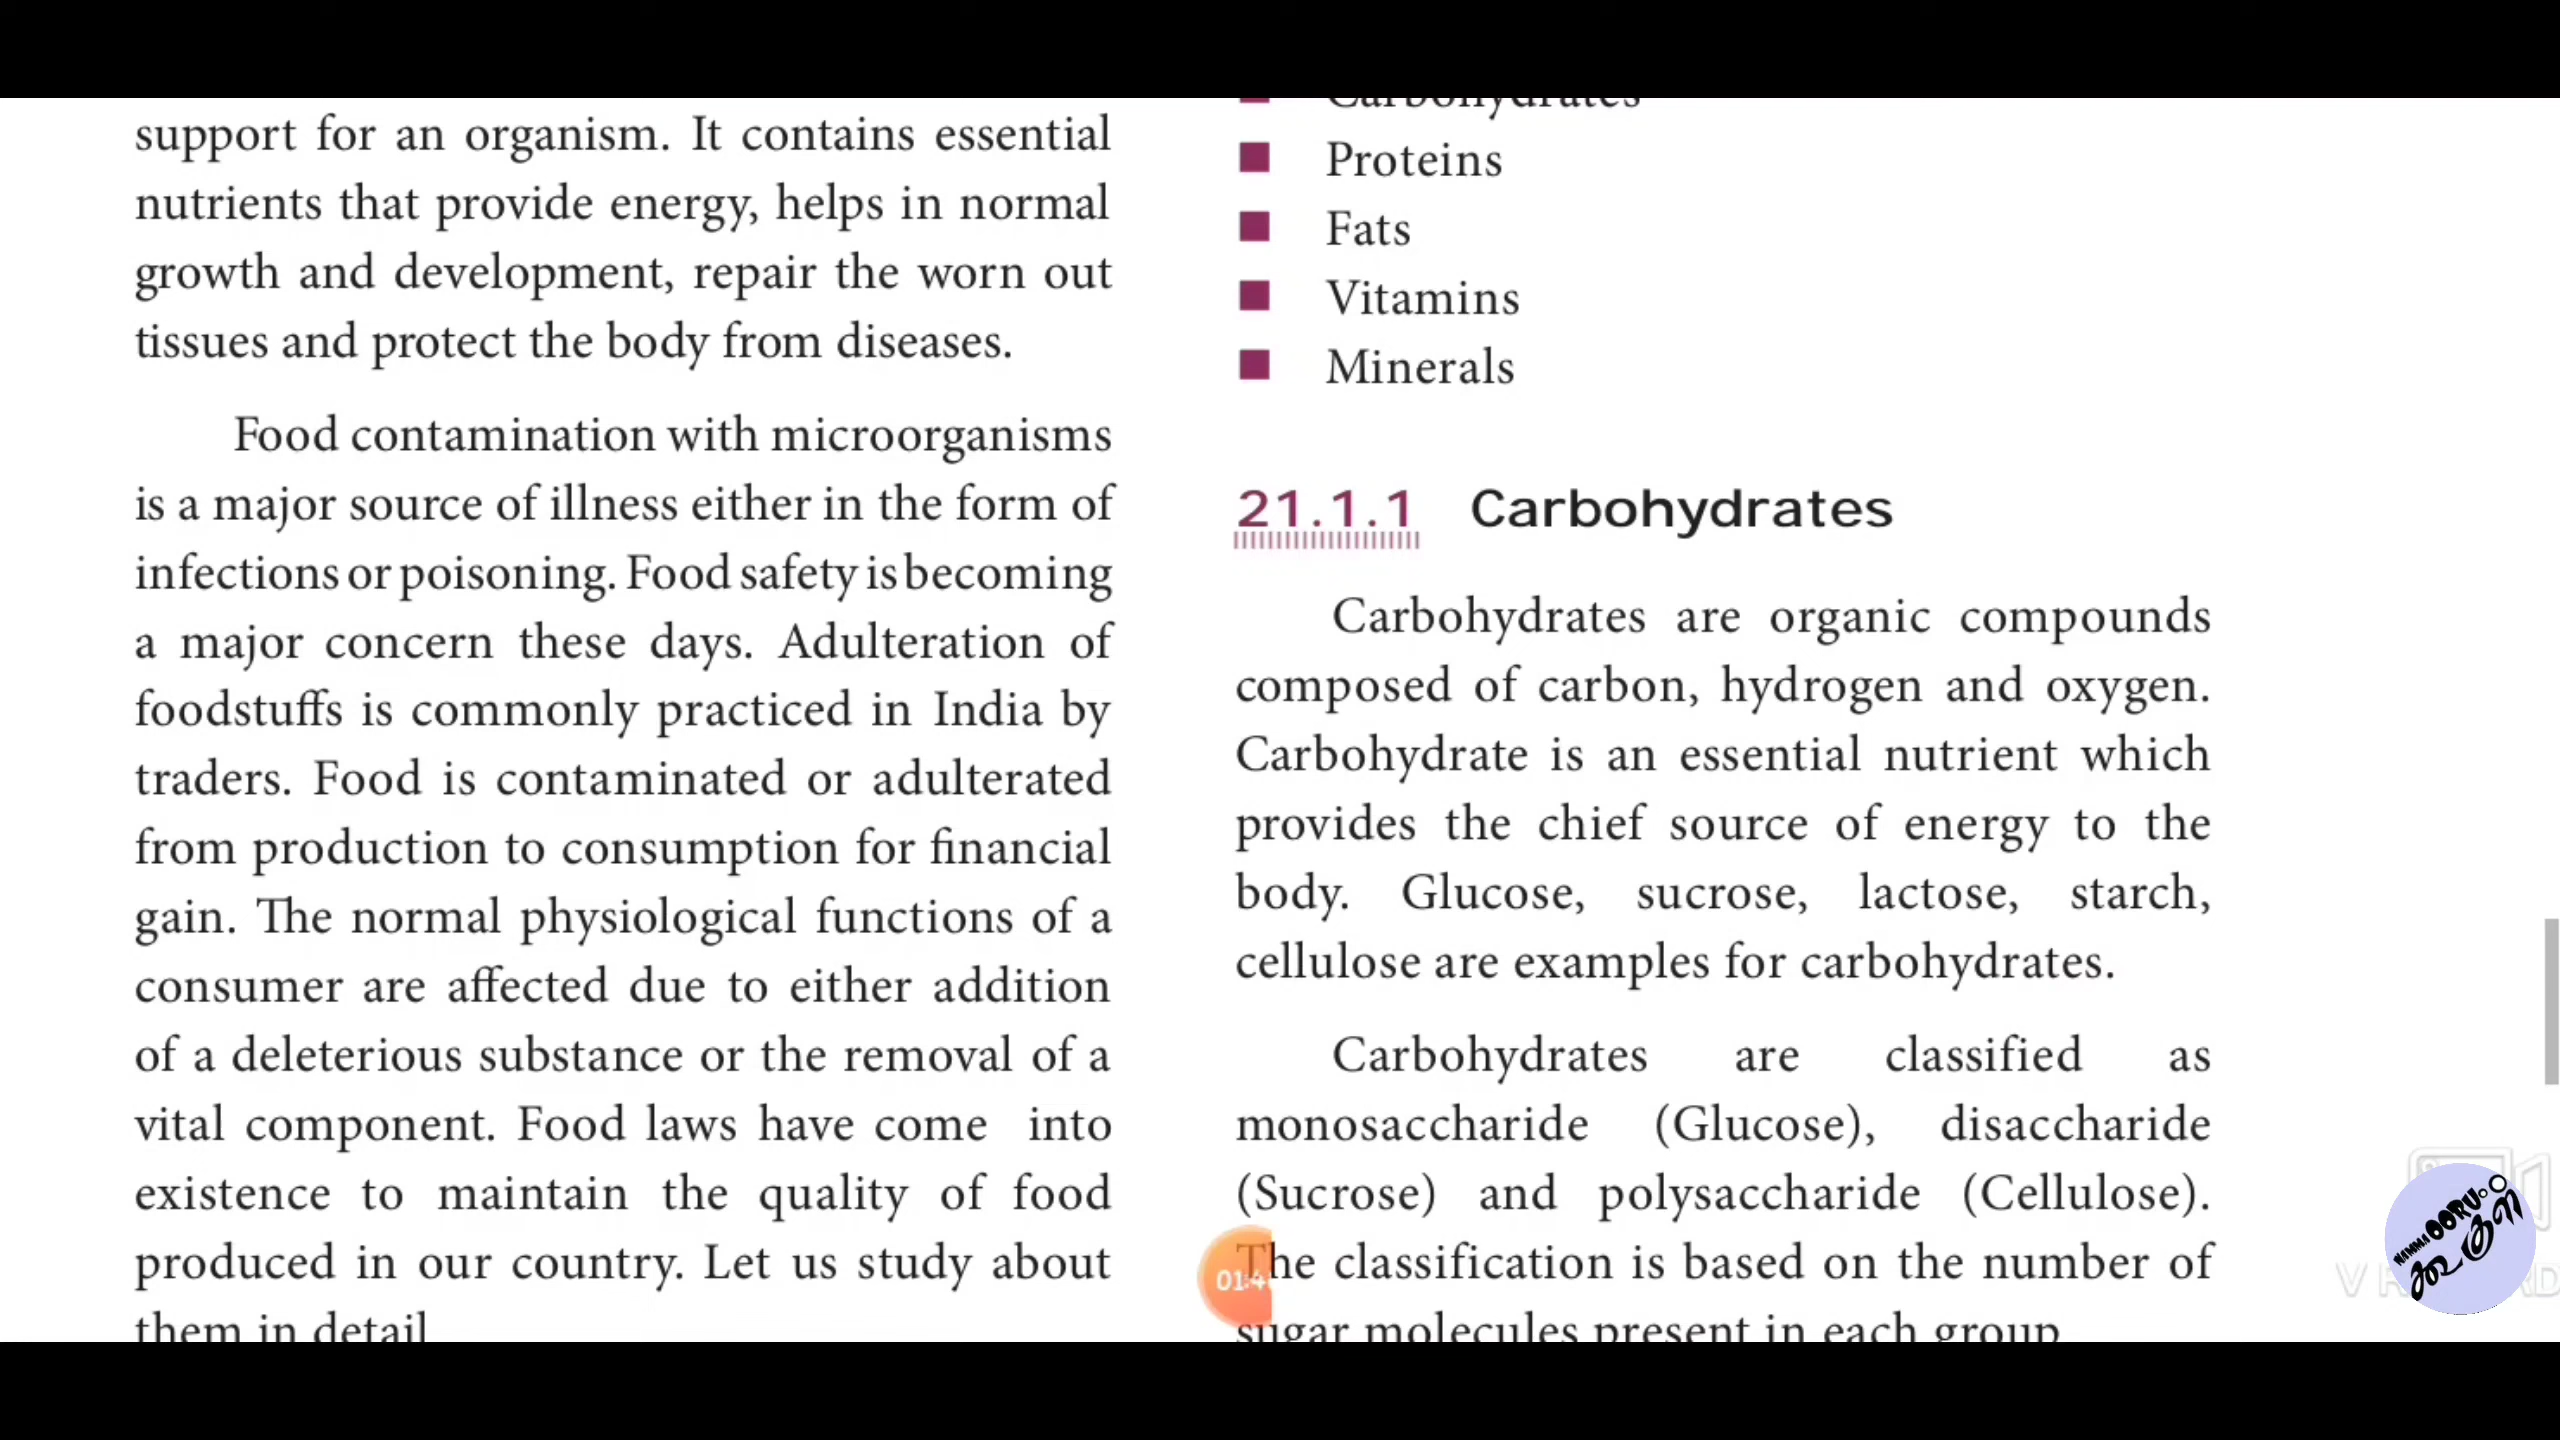 support for an organism. It contains essential
nutrients that provide energy, helps in normal
growth and development, repair the worn out
tissues and protect the body from diseases.
Food contamination with microorganisms
is a major source of illness either in the form of
infections or poisoning. Food safety is becoming
a major concern these days. Adulteration of
foodstuffs is commonly practiced in India by
traders. Food is contaminated or adulterated
from production to consumption for financial
gain. The normal physiological functions of a
consumer are affected due to either addition
of a deleterious substance or the removal of a
vital component. Food laws have come into
existence to maintain the quality of food
produced in our country. Let us study about
them in detail
Carbohydrates
Proteins
Fats
Vitamins
Minerals
21.1.1 Carbohydrates
Carbohydrates are organic compounds
composed of carbon, hydrogen and oxygen.
Carbohydrate is an essential nutrient which
provides the chief source of energy to the
body. Glucose, sucrose, lactose, starch,
cellulose are examples for carbohydrates.
Carbohydrates are classified as
monosaccharide (Glucose), disaccharide
(Sucrose) and polysaccharide (Cellulose).
The classification is based on the number of
sugar molecules present in each group
01:4
NAMMA OORU